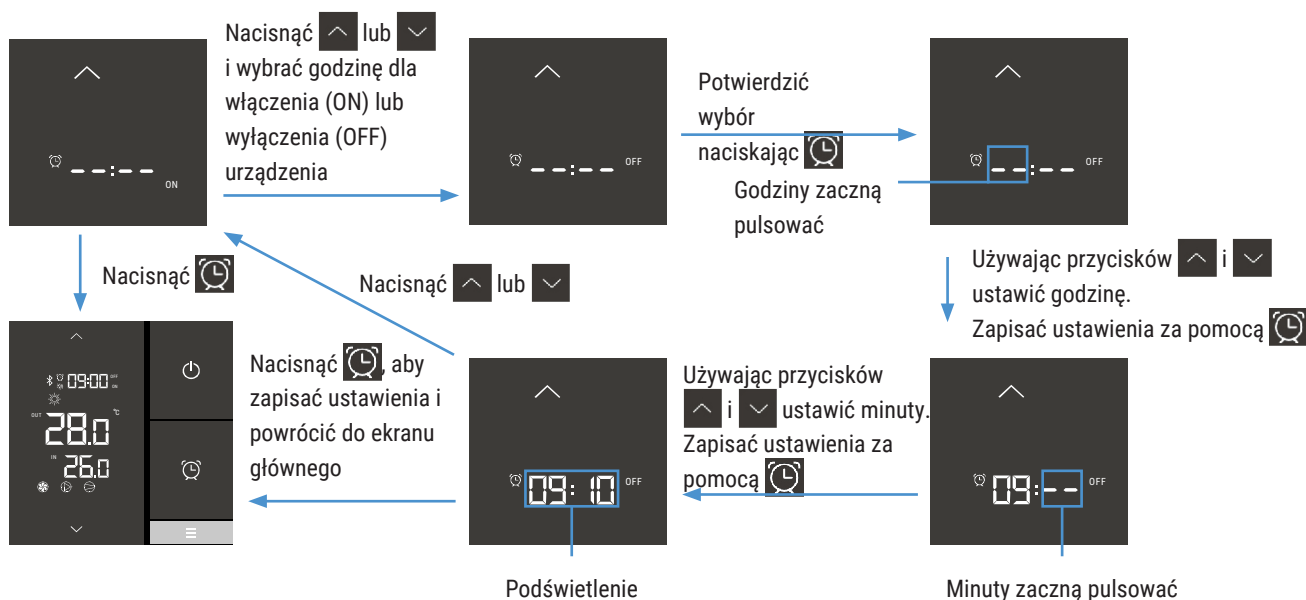 Nacisnąć lub
i wybrać godzinę dla
włączenia (ON) lub
wyłączenia (OFF)
urządzenia
--:--
ON
--:--
OFF
Potwierdzić
wybór
naciskając
Godziny zaczną
pulsować
--:--
OFF
Nacisnąć
Nacisnąć lub
Używając przycisków i
ustawić godzinę.
Zapisać ustawienia za pomocą
09:00 OFF
ON
OUT 28.0 °C
IN 26.0
Nacisnąć , aby
zapisać ustawienia i
powrócić do ekranu
głównego
09:10 OFF
Używając przycisków
i ustawić minuty.
Zapisać ustawienia za
pomocą
09:-- OFF
Podświetlenie
Minuty zaczną pulsować